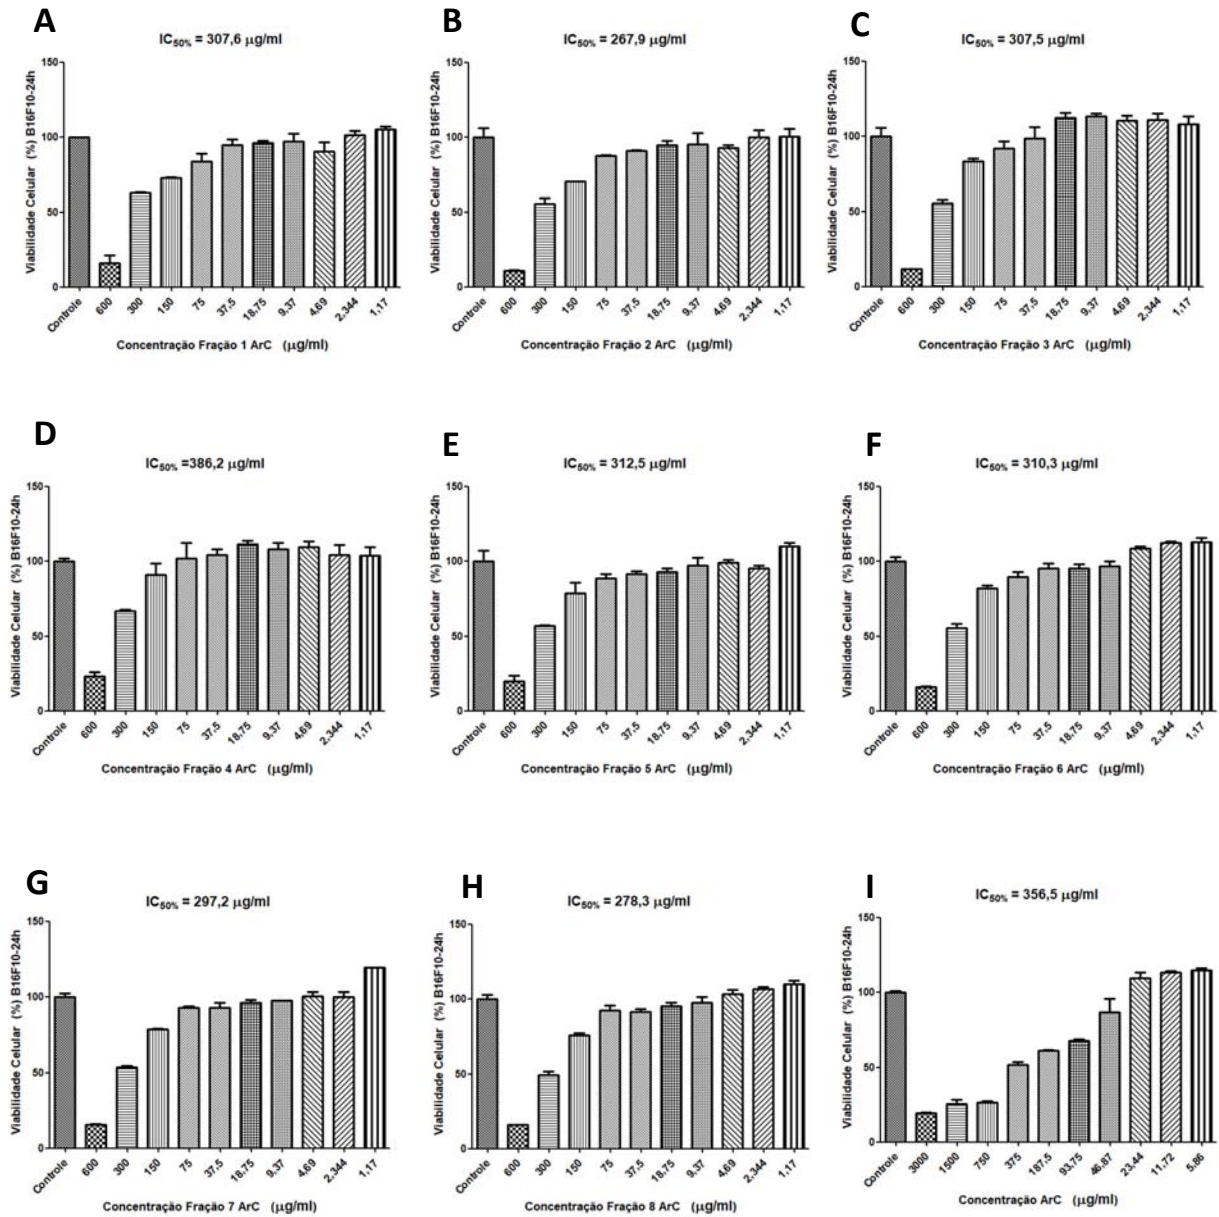 A
IC50% = 307,6 µg/ml
Viabilidade Celular (%) B16F10-24h
150
100
50
0
Controle 600 300 150 75 37.5 18,75 9,37 4,69 2,344 1,17
Concentração Fração 1 ArC (µg/ml)
B
IC50% = 267,9 µg/ml
Viabilidade Celular (%) B16F10-24h
150
100
50
0
Controle 600 300 150 75 37.5 18,75 9,37 4,69 2,344 1,17
Concentração Fração 2 ArC (µg/ml)
C
IC50% = 307,5 µg/ml
Viabilidade Celular (%) B16F10-24h
150
100
50
0
Controle 600 300 150 75 37.5 18,75 9,37 4,69 2,344 1,17
Concentração Fração 3 ArC (µg/ml)
D
IC50% =386,2 µg/ml
Viabilidade Celular (%) B16F10-24h
150
100
50
0
Controle 600 300 150 75 37.5 18,75 9,37 4,69 2,344 1,17
Concentração Fração 4 ArC (µg/ml)
E
IC50% = 312,5 µg/ml
Viabilidade Celular (%) B16F10-24h
150
100
50
0
Controle 600 300 150 75 37.5 18,75 9,37 4,69 2,344 1,17
Concentração Fração 5 ArC (µg/ml)
F
IC50% = 310,3 µg/ml
Viabilidade Celular (%) B16F10-24h
150
100
50
0
Controle 600 300 150 75 37.5 18,75 9,37 4,69 2,344 1,17
Concentração Fração 6 ArC (µg/ml)
G
IC50% = 297,2 µg/ml
Viabilidade Celular (%) B16F10-24h
150
100
50
0
Controle 600 300 150 75 37.5 18,75 9,37 4,69 2,344 1,17
Concentração Fração 7 ArC (µg/ml)
H
IC50% = 278,3 µg/ml
Viabilidade Celular (%) B16F10-24h
150
100
50
0
Controle 600 300 150 75 37.5 18,75 9,37 4,69 2,344 1,17
Concentração Fração 8 ArC (µg/ml)
I
IC50% = 356,5 µg/ml
Viabilidade Celular (%) B16F10-24h
150
100
50
0
Controle 3000 1500 750 375 187,5 93,75 46,87 23,44 11,72 5,86
Concentração ArC (µg/ml)